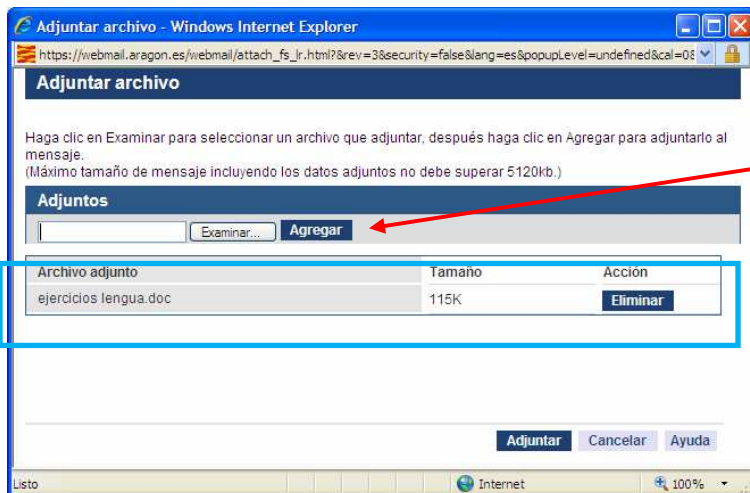 Adjuntar archivo - Windows Internet Explorer
https://webmail.aragon.es/webmail/attach_fs_lr.html?&rev=3&security=false&lang=es&popupLevel=undefined&cal=08
Adjuntar archivo
Haga clic en Examinar para seleccionar un archivo que adjuntar, después haga clic en Agregar para adjuntarlo al
mensaje.
(Máximo tamaño de mensaje incluyendo los datos adjuntos no debe superar 5120kb.)
Adjuntos
Examinar... Agregar
Archivo adjunto Tamaño Acción
ejercicios lengua.doc 115K Eliminar
Adjuntar Cancelar Ayuda
Listo Internet 100%